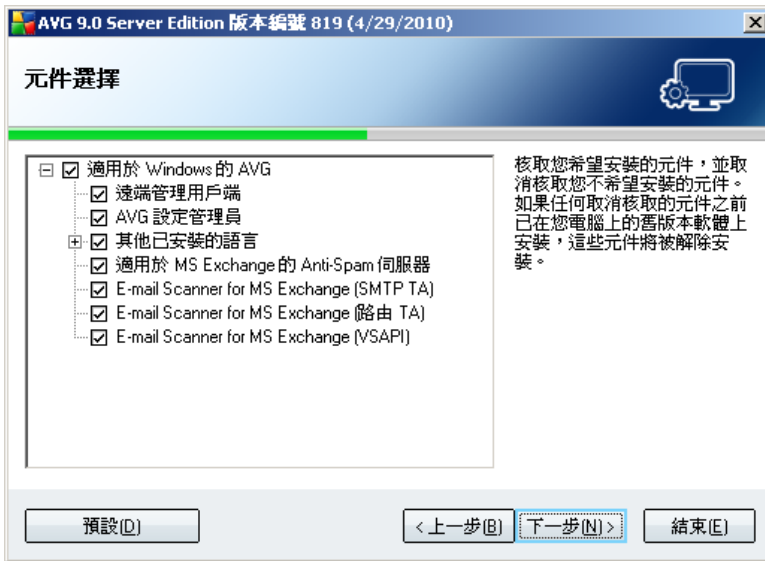 AVG 9.0 Server Edition 版本編號 819 (4/29/2010)
元件選擇
適用於 Windows 的 AVG
遠端管理用戶端
AVG 設定管理員
其他已安裝的語言
適用於 MS Exchange 的 Anti-Spam 伺服器
E-mail Scanner for MS Exchange (SMTP TA)
E-mail Scanner for MS Exchange (路由 TA)
E-mail Scanner for MS Exchange (VSAPI)
核取您希望安裝的元件，並取
消核取您不希望安裝的元件。
如果任何取消核取的元件之前
已在您電腦上的舊版本軟體上
安裝，這些元件將被解除安
裝。
預設(D)
<上一步(B)
下一步(N)>
結束(E)